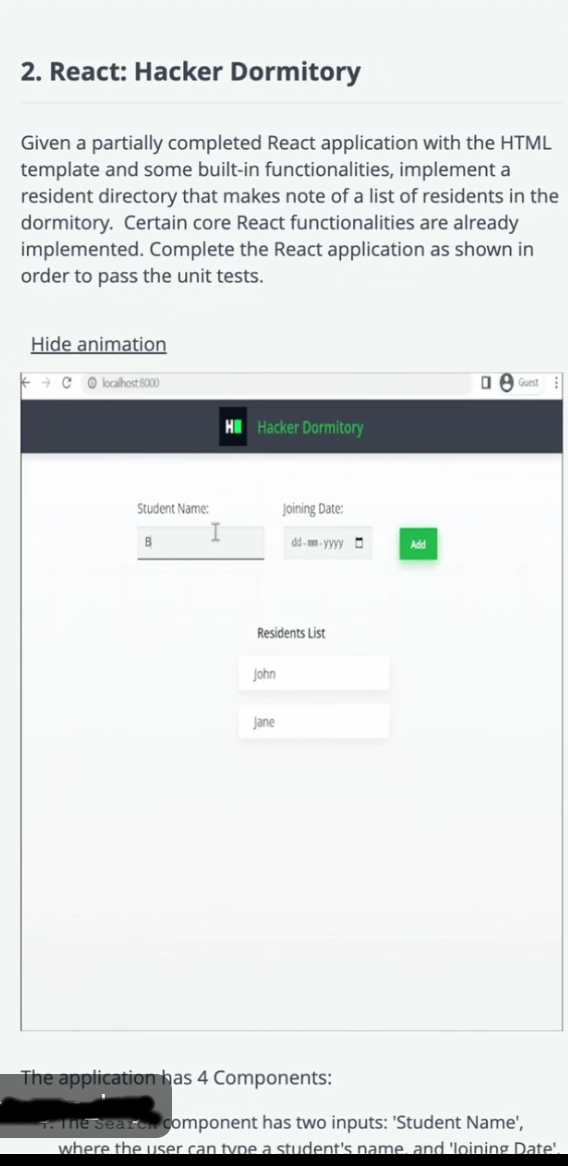 2. React: Hacker Dormitory
Given a partially completed React application with the HTML
template and some built-in functionalities, implement a
resident directory that makes note of a list of residents in the
dormitory.  Certain core React functionalities are already
implemented. Complete the React application as shown in
order to pass the unit tests.
Hide animation
localhost:8000
Guest
H
Hacker Dormitory
Student Name:
Joining Date:
B
dd-mm-yyyy
Add
Residents List
John
Jane
The application has 4 Components:
1. The Search component has two inputs: 'Student Name',
where the user can type a student's name, and 'Joining Date',